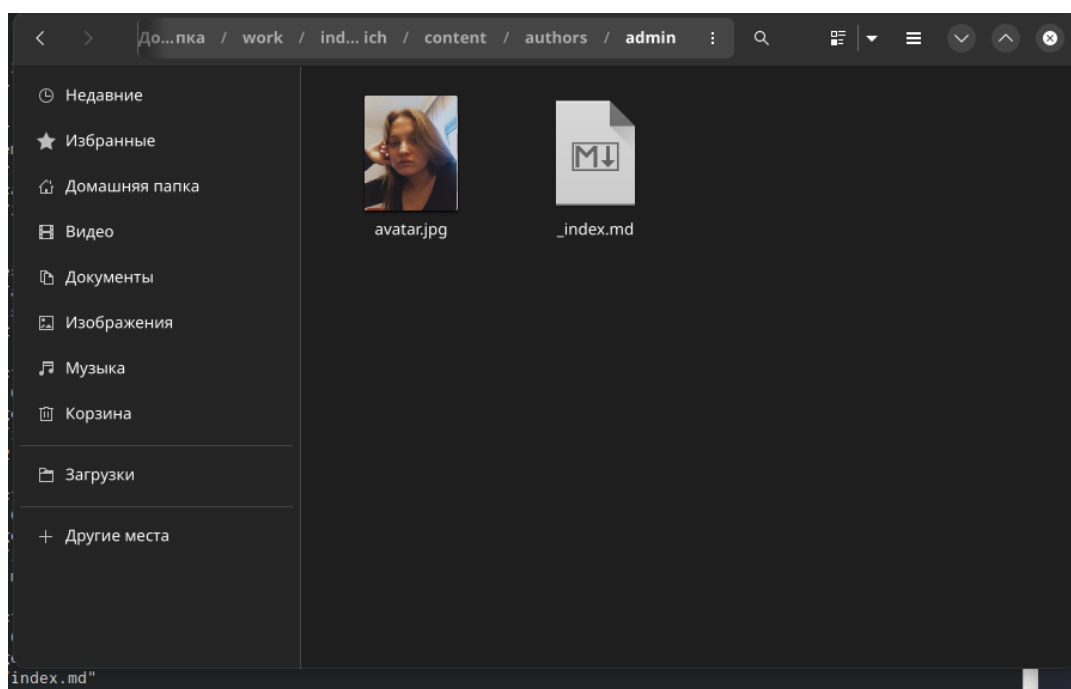 До…пка / work / ind… ich / content / authors / admin
Недавние
Избранные
Домашняя папка
Видео
Документы
Изображения
Музыка
Корзина
Загрузки
Другие места
avatar.jpg
_index.md
index.md"